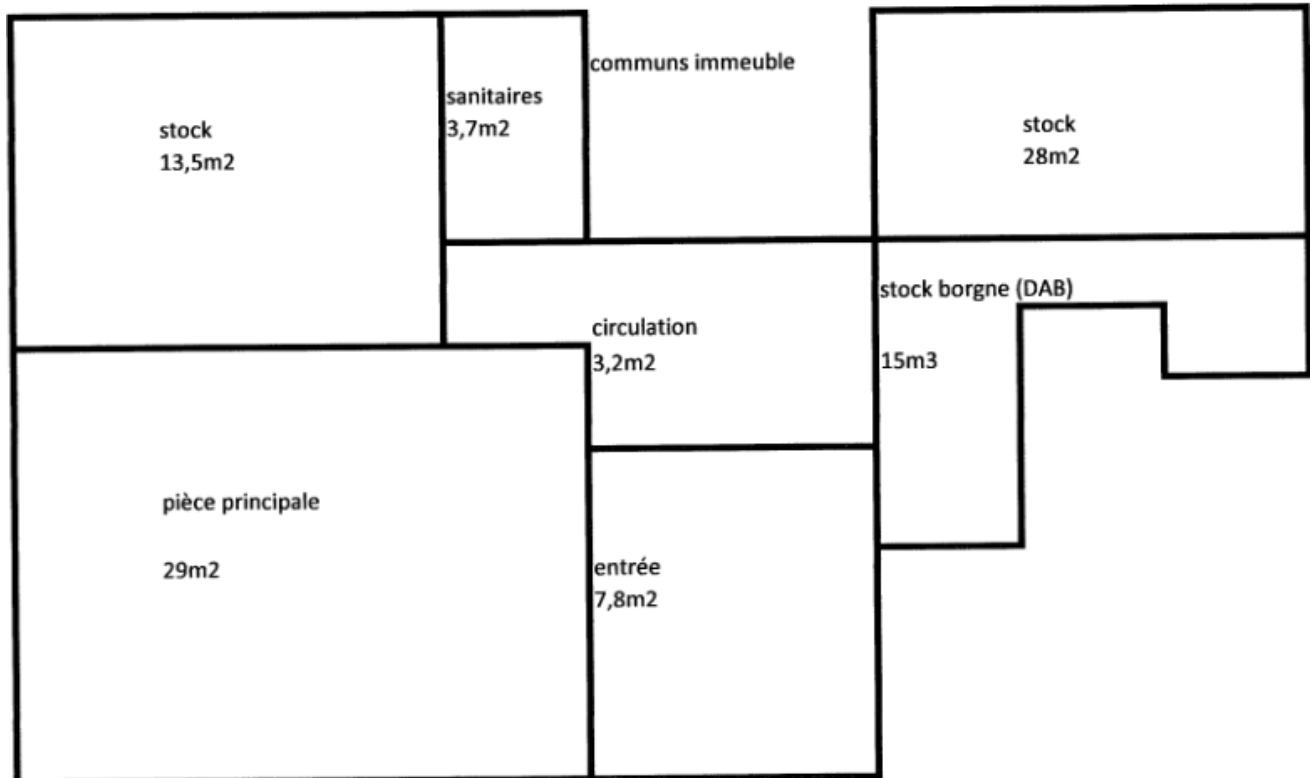 stock
13,5m2
sanitaires
3,7m2
communs immeuble
stock
28m2
circulation
3,2m2
stock borgne (DAB)
15m3
pièce principale
29m2
entrée
7,8m2